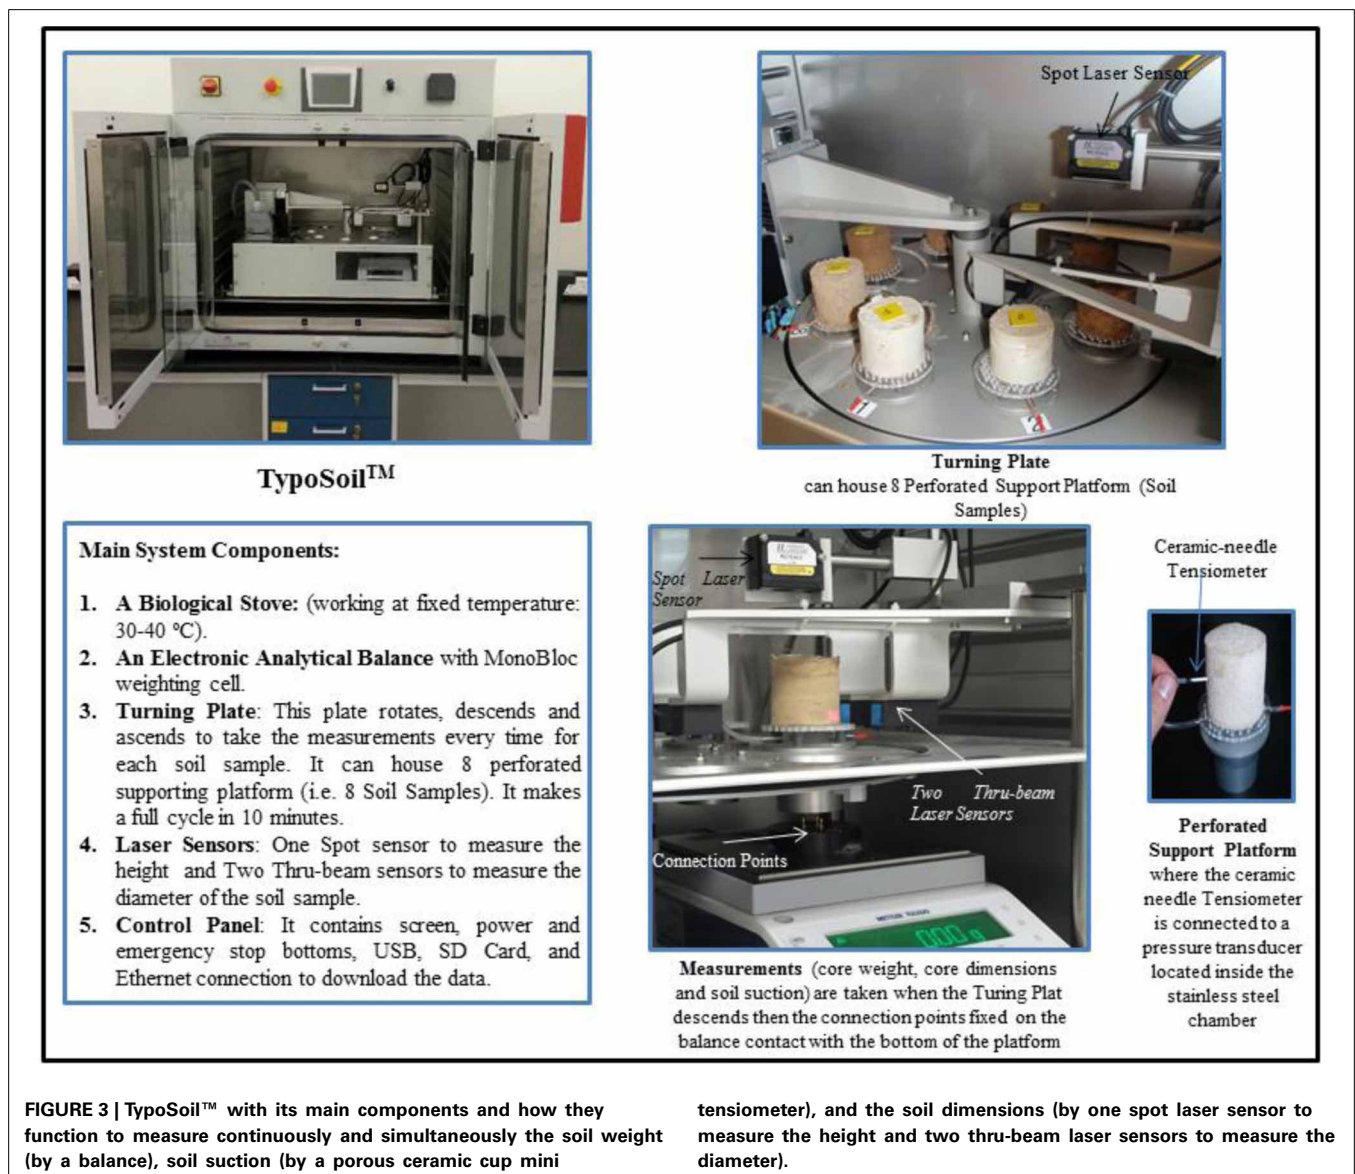 Spot Laser Sensor
TypoSoil™
Turning Plate
can house 8 Perforated Support Platform (Soil
Samples)
Main System Components:
1. A Biological Stove: (working at fixed temperature:
30-40 ºC).
2. An Electronic Analytical Balance with MonoBloc
weighting cell.
3. Turning Plate: This plate rotates, descends and
ascends to take the measurements every time for
each soil sample. It can house 8 perforated
supporting platform (i.e. 8 Soil Samples). It makes
a full cycle in 10 minutes.
4. Laser Sensors: One Spot sensor to measure the
height and Two Thru-beam sensors to measure the
diameter of the soil sample.
5. Control Panel: It contains screen, power and
emergency stop bottoms, USB, SD Card, and
Ethernet connection to download the data.
Spot Laser
Sensor
Two Thru-beam
Laser Sensors
Connection Points
METTLER TOLEDO
000 g
Measurements (core weight, core dimensions
and soil suction) are taken when the Turing Plat
descends then the connection points fixed on the
balance contact with the bottom of the platform
Ceramic-needle
Tensiometer
Perforated
Support Platform
where the ceramic
needle Tensiometer
is connected to a
pressure transducer
located inside the
stainless steel
chamber
1
2
FIGURE 3 | TypoSoil™ with its main components and how they
function to measure continuously and simultaneously the soil weight
(by a balance), soil suction (by a porous ceramic cup mini
tensiometer), and the soil dimensions (by one spot laser sensor to
measure the height and two thru-beam laser sensors to measure the
diameter).